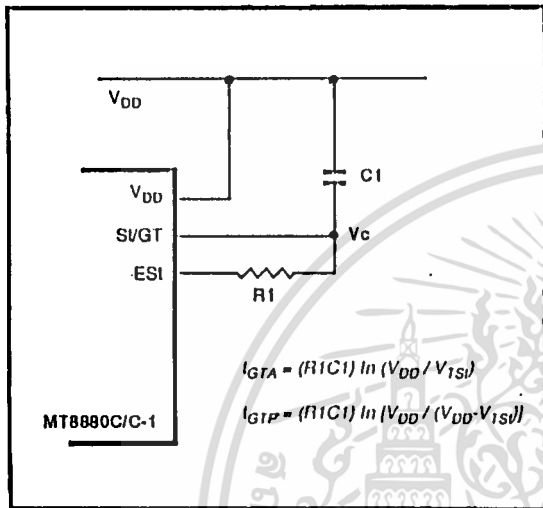 VDD
C1
VDD
St/GT
Vc
ESt
R1
tGTA = (R1C1) ln (VDD / VTSt)
tGTP = (R1C1) ln [VDD / (VDD-VTSt)]
MT8880C/C-1